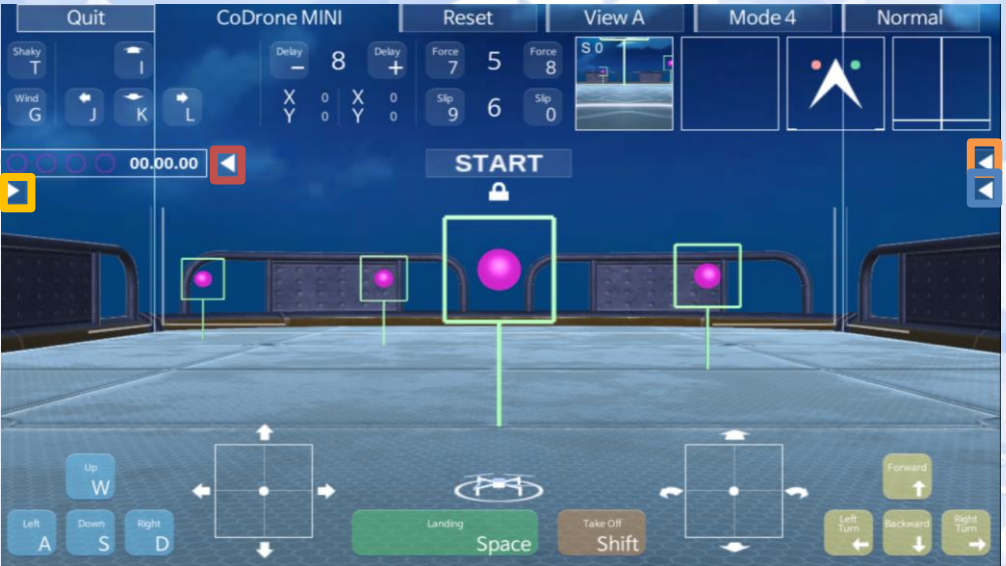 Quit CoDrone MINI Reset View A Mode 4 Normal
Shaky T I Delay − 8 Delay + Force 7 5 Force 8 S 0
Wind G J K L X 0 X 0 Slip 9 6 Slip 0
Y 0 Y 0
00.00.00 START
Up W Forward
Left A Down S Right D Landing Space Take Off Shift Left Turn Backward Right Turn